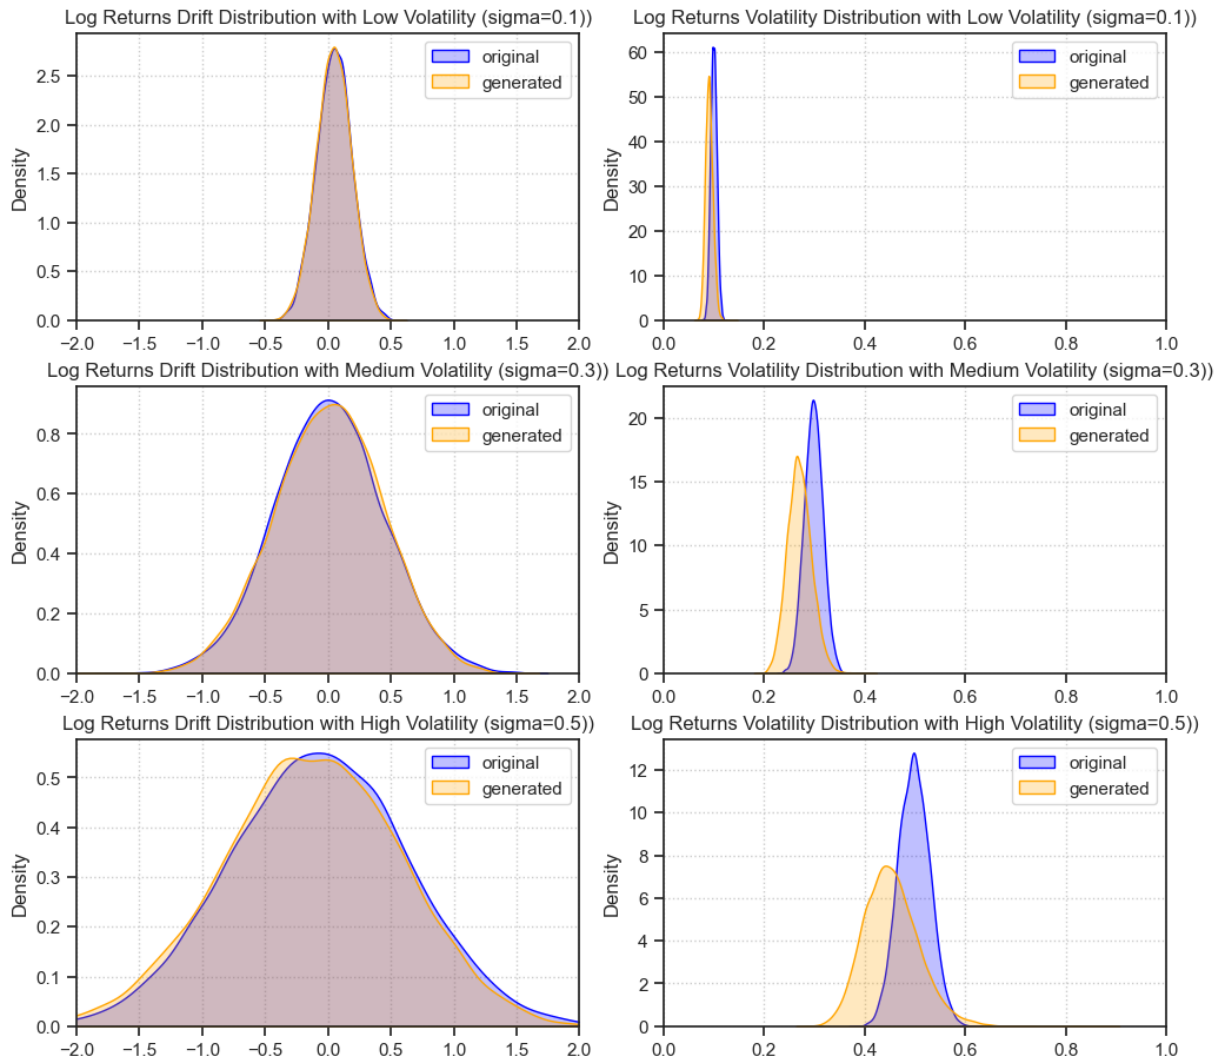 Log Returns Drift Distribution with Low Volatility (sigma=0.1))
original
generated
Density
2.5
2.0
1.5
1.0
0.5
0.0
-2.0 -1.5 -1.0 -0.5 0.0 0.5 1.0 1.5 2.0
Log Returns Volatility Distribution with Low Volatility (sigma=0.1))
original
generated
Density
60
50
40
30
20
10
0
0.0 0.2 0.4 0.6 0.8 1.0
Log Returns Drift Distribution with Medium Volatility (sigma=0.3))
original
generated
Density
0.8
0.6
0.4
0.2
0.0
-2.0 -1.5 -1.0 -0.5 0.0 0.5 1.0 1.5 2.0
Log Returns Volatility Distribution with Medium Volatility (sigma=0.3))
original
generated
Density
20
15
10
5
0
0.0 0.2 0.4 0.6 0.8 1.0
Log Returns Drift Distribution with High Volatility (sigma=0.5))
original
generated
Density
0.5
0.4
0.3
0.2
0.1
0.0
-2.0 -1.5 -1.0 -0.5 0.0 0.5 1.0 1.5 2.0
Log Returns Volatility Distribution with High Volatility (sigma=0.5))
original
generated
Density
12
10
8
6
4
2
0
0.0 0.2 0.4 0.6 0.8 1.0